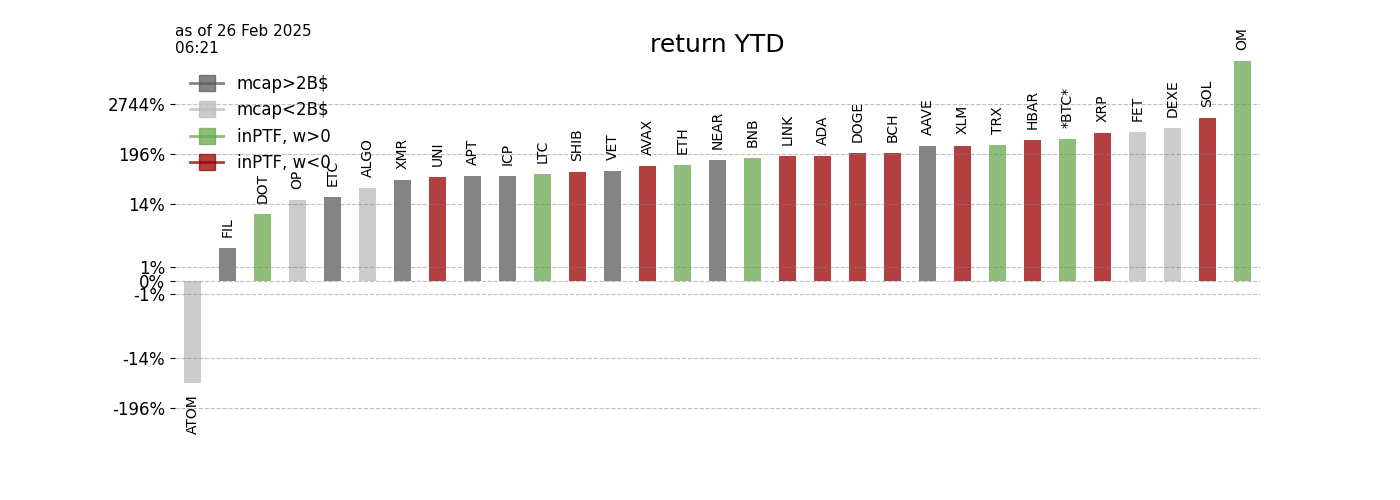 as of 26 Feb 2025
06:21
return YTD
mcap>2B$
mcap<2B$
inPTF, w>0
inPTF, w<0
2744%
196%
14%
1%
0%
-1%
-14%
-196%
ATOM
FIL
DOT
OP
ETC
ALGO
XMR
UNI
APT
ICP
LTC
SHIB
VET
AVAX
ETH
NEAR
BNB
LINK
ADA
DOGE
BCH
AAVE
XLM
TRX
HBAR
*BTC*
XRP
FET
DEXE
SOL
OM